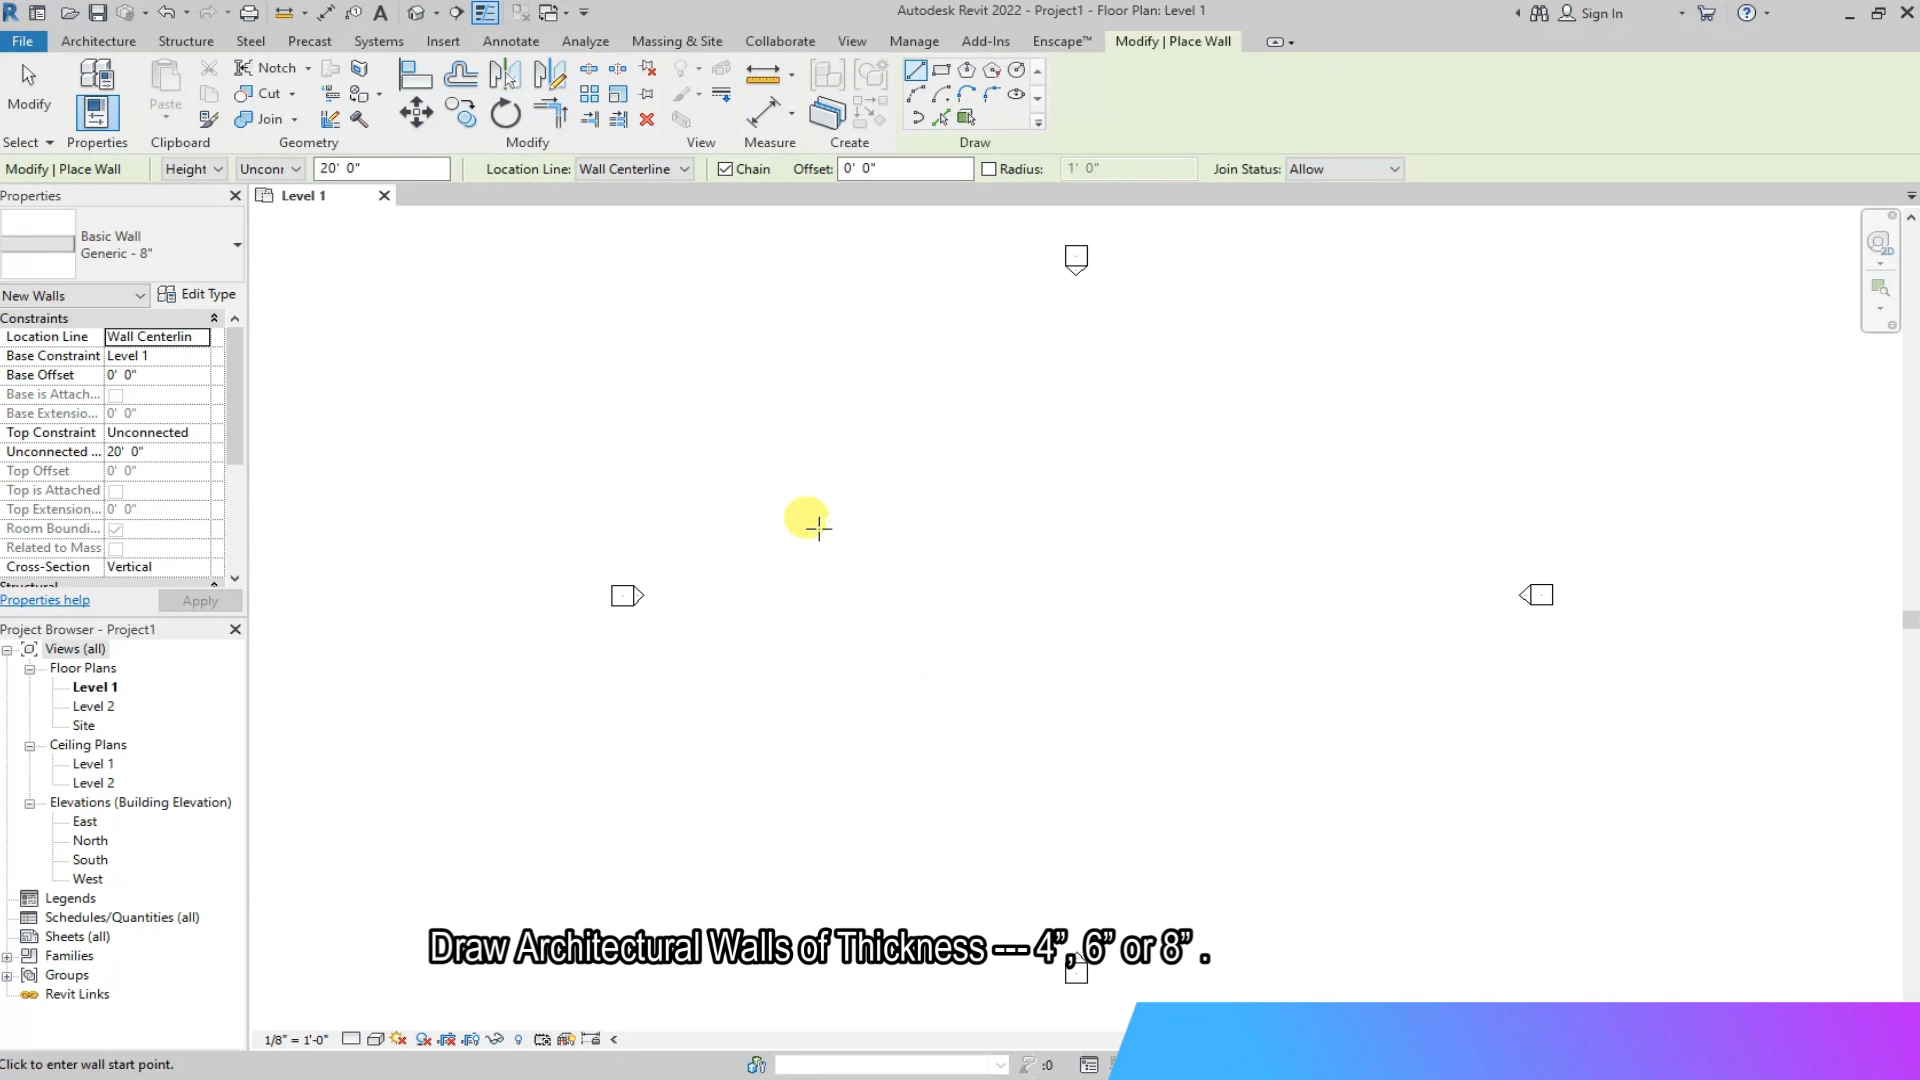 Autodesk Revit 2022 - Project1 - Floor Plan: Level 1
Sign In
File Architecture Structure Steel Precast Systems Insert Annotate Analyze Massing & Site Collaborate View Manage Add-Ins Enscape™ Modify | Place Wall
Modify
Paste
Notch
Cut
Join
Select Properties Clipboard Geometry Modify View Measure Create Draw
Modify | Place Wall Height Unconr 20' 0" Location Line: Wall Centerline Chain Offset: 0' 0" Radius: 1' 0" Join Status: Allow
Properties
Level 1
Basic Wall
Generic - 8"
New Walls Edit Type
Constraints
Location Line Wall Centerlin
Base Constraint Level 1
Base Offset 0' 0"
Base is Attach...
Base Extensio... 0' 0"
Top Constraint Unconnected
Unconnected ... 20' 0"
Top Offset 0' 0"
Top is Attached
Top Extension... 0' 0"
Room Boundi...
Related to Mass
Cross-Section Vertical
Structural
Properties help Apply
Project Browser - Project1
Views (all)
Floor Plans
Level 1
Level 2
Site
Ceiling Plans
Level 1
Level 2
Elevations (Building Elevation)
East
North
South
West
Legends
Schedules/Quantities (all)
Sheets (all)
Families
Groups
Revit Links
2D
Draw Architectural Walls of Thickness --- 4”, 6” or 8” .
1/8" = 1'-0"
Click to enter wall start point.
:0